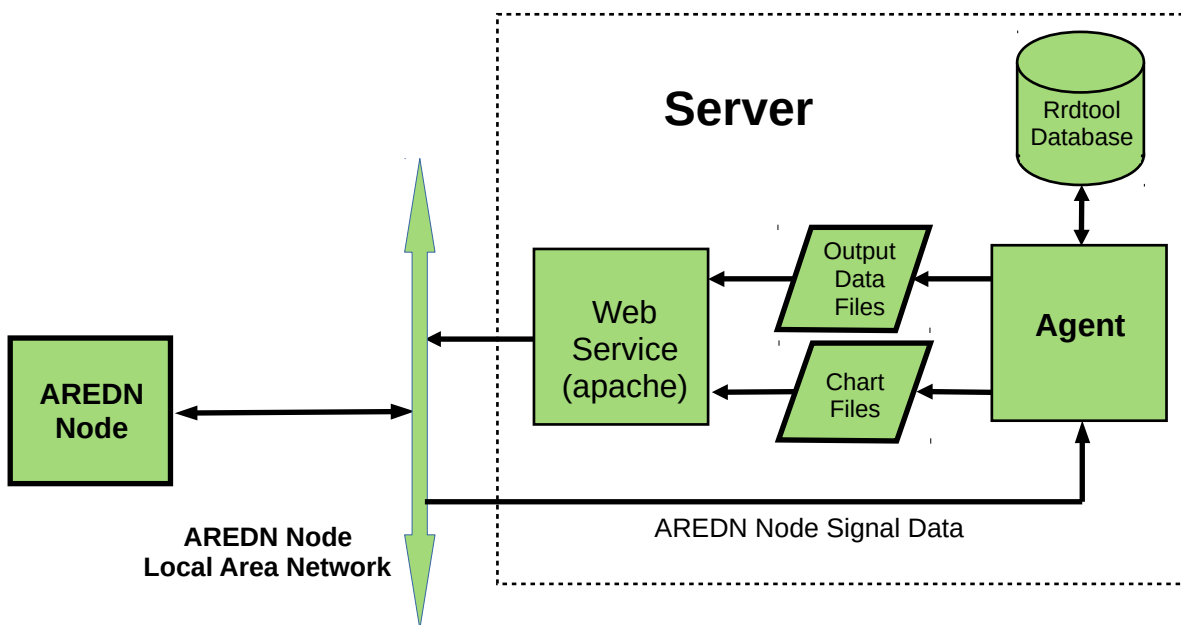 Server
Rrdtool
Database
Output
Data
Files
Web
Service
(apache)
Agent
Chart
Files
AREDN
Node
AREDN Node Signal Data
AREDN Node
Local Area Network